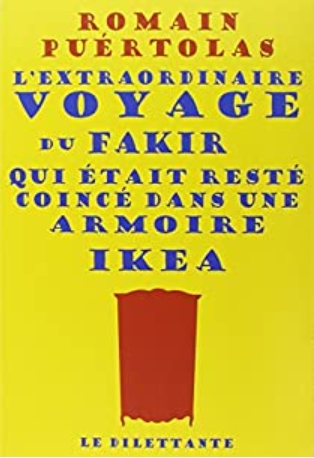 ROMAIN
PUÉRTOLAS
L'EXTRAORDINAIRE
VOYAGE
DU FAKIR
QUI ÉTAIT RESTÉ
COINCÉ DANS UNE
ARMOIRE
IKEA
LE DILETTANTE